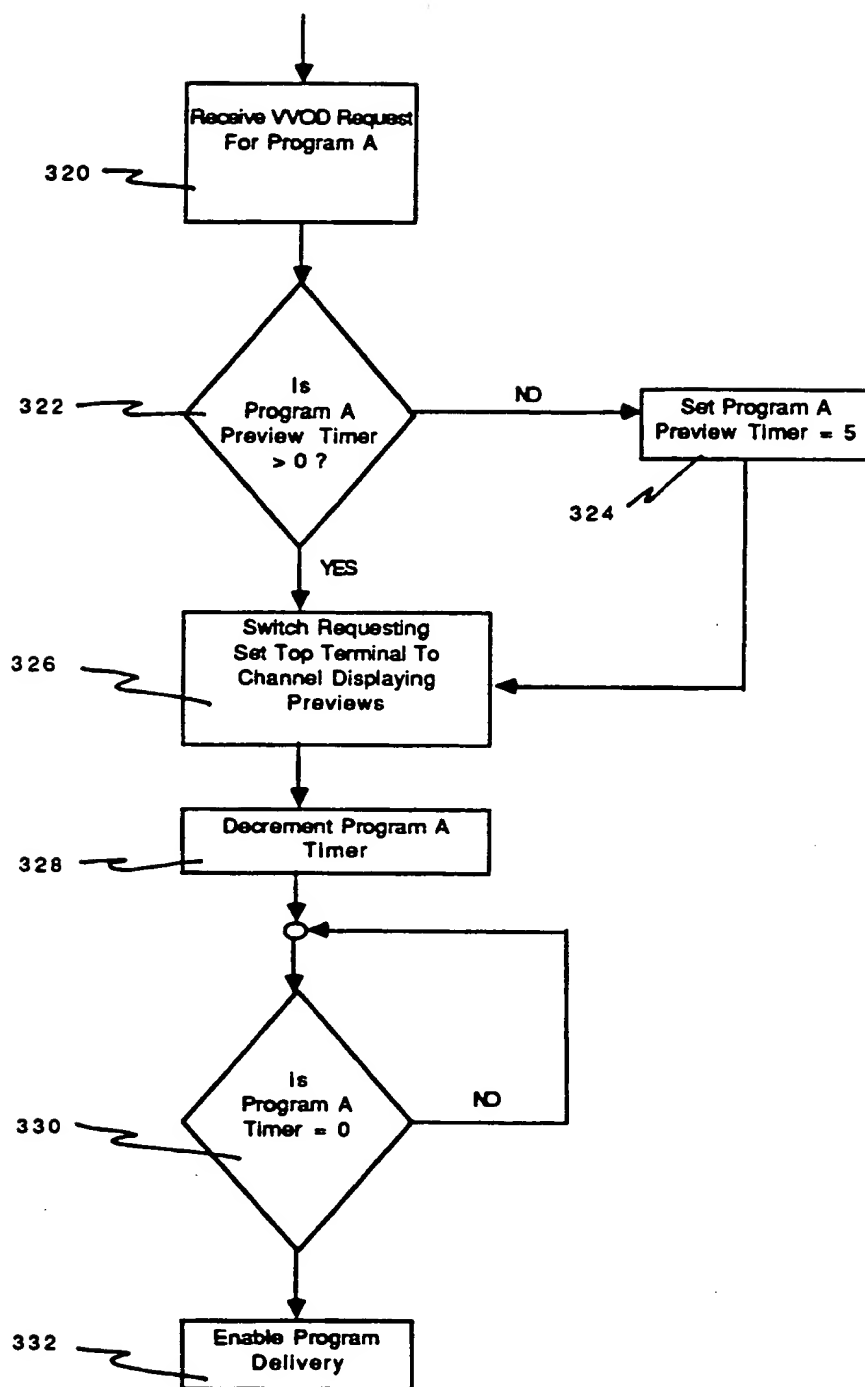 Receive VVOD Request
For Program A
320
Is
Program A
Preview Timer
> 0 ?
322
NO
Set Program A
Preview Timer = 5
324
YES
Switch Requesting
Set Top Terminal To
Channel Displaying
Previews
326
Decrement Program A
Timer
328
Is
Program A
Timer = 0
330
NO
Enable Program
Delivery
332